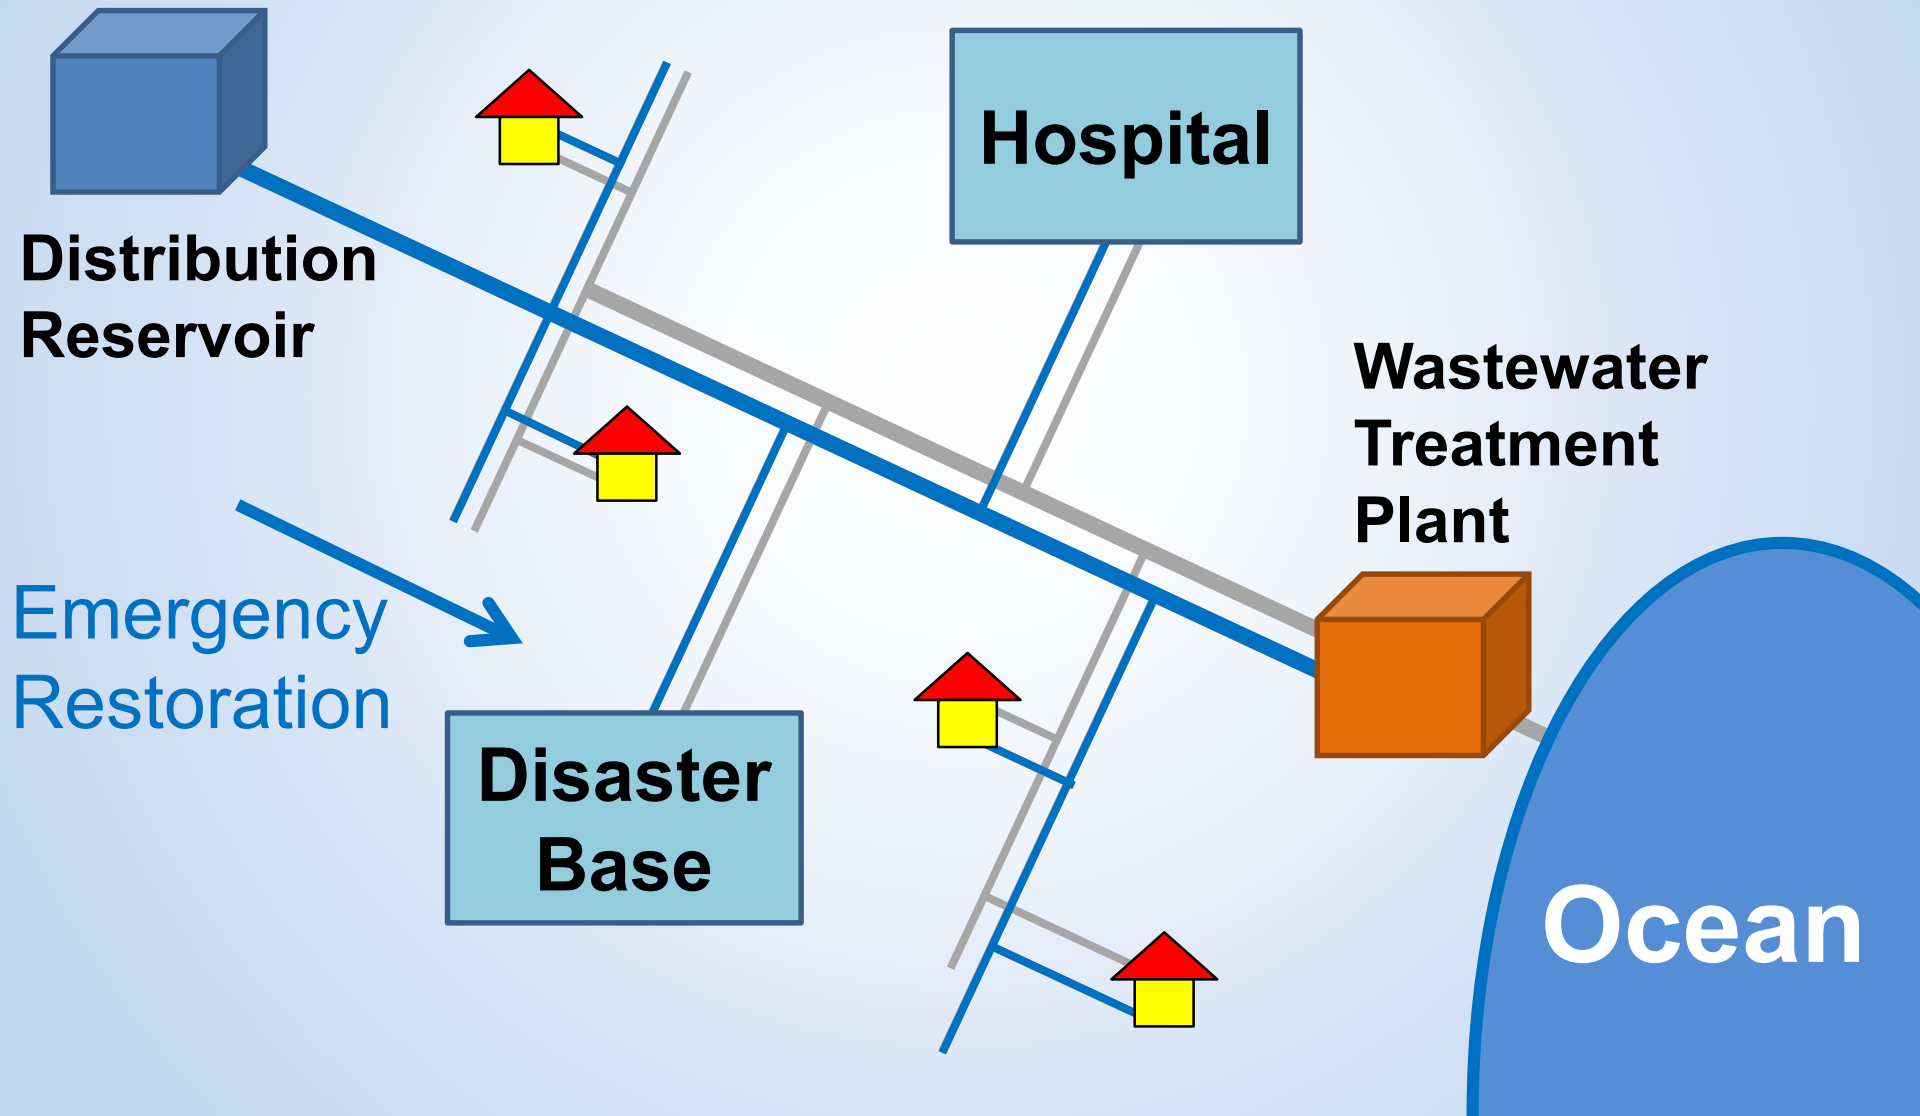 Hospital
Distribution
Reservoir
Wastewater
Treatment
Plant
Emergency
Restoration
Disaster
Base
Ocean